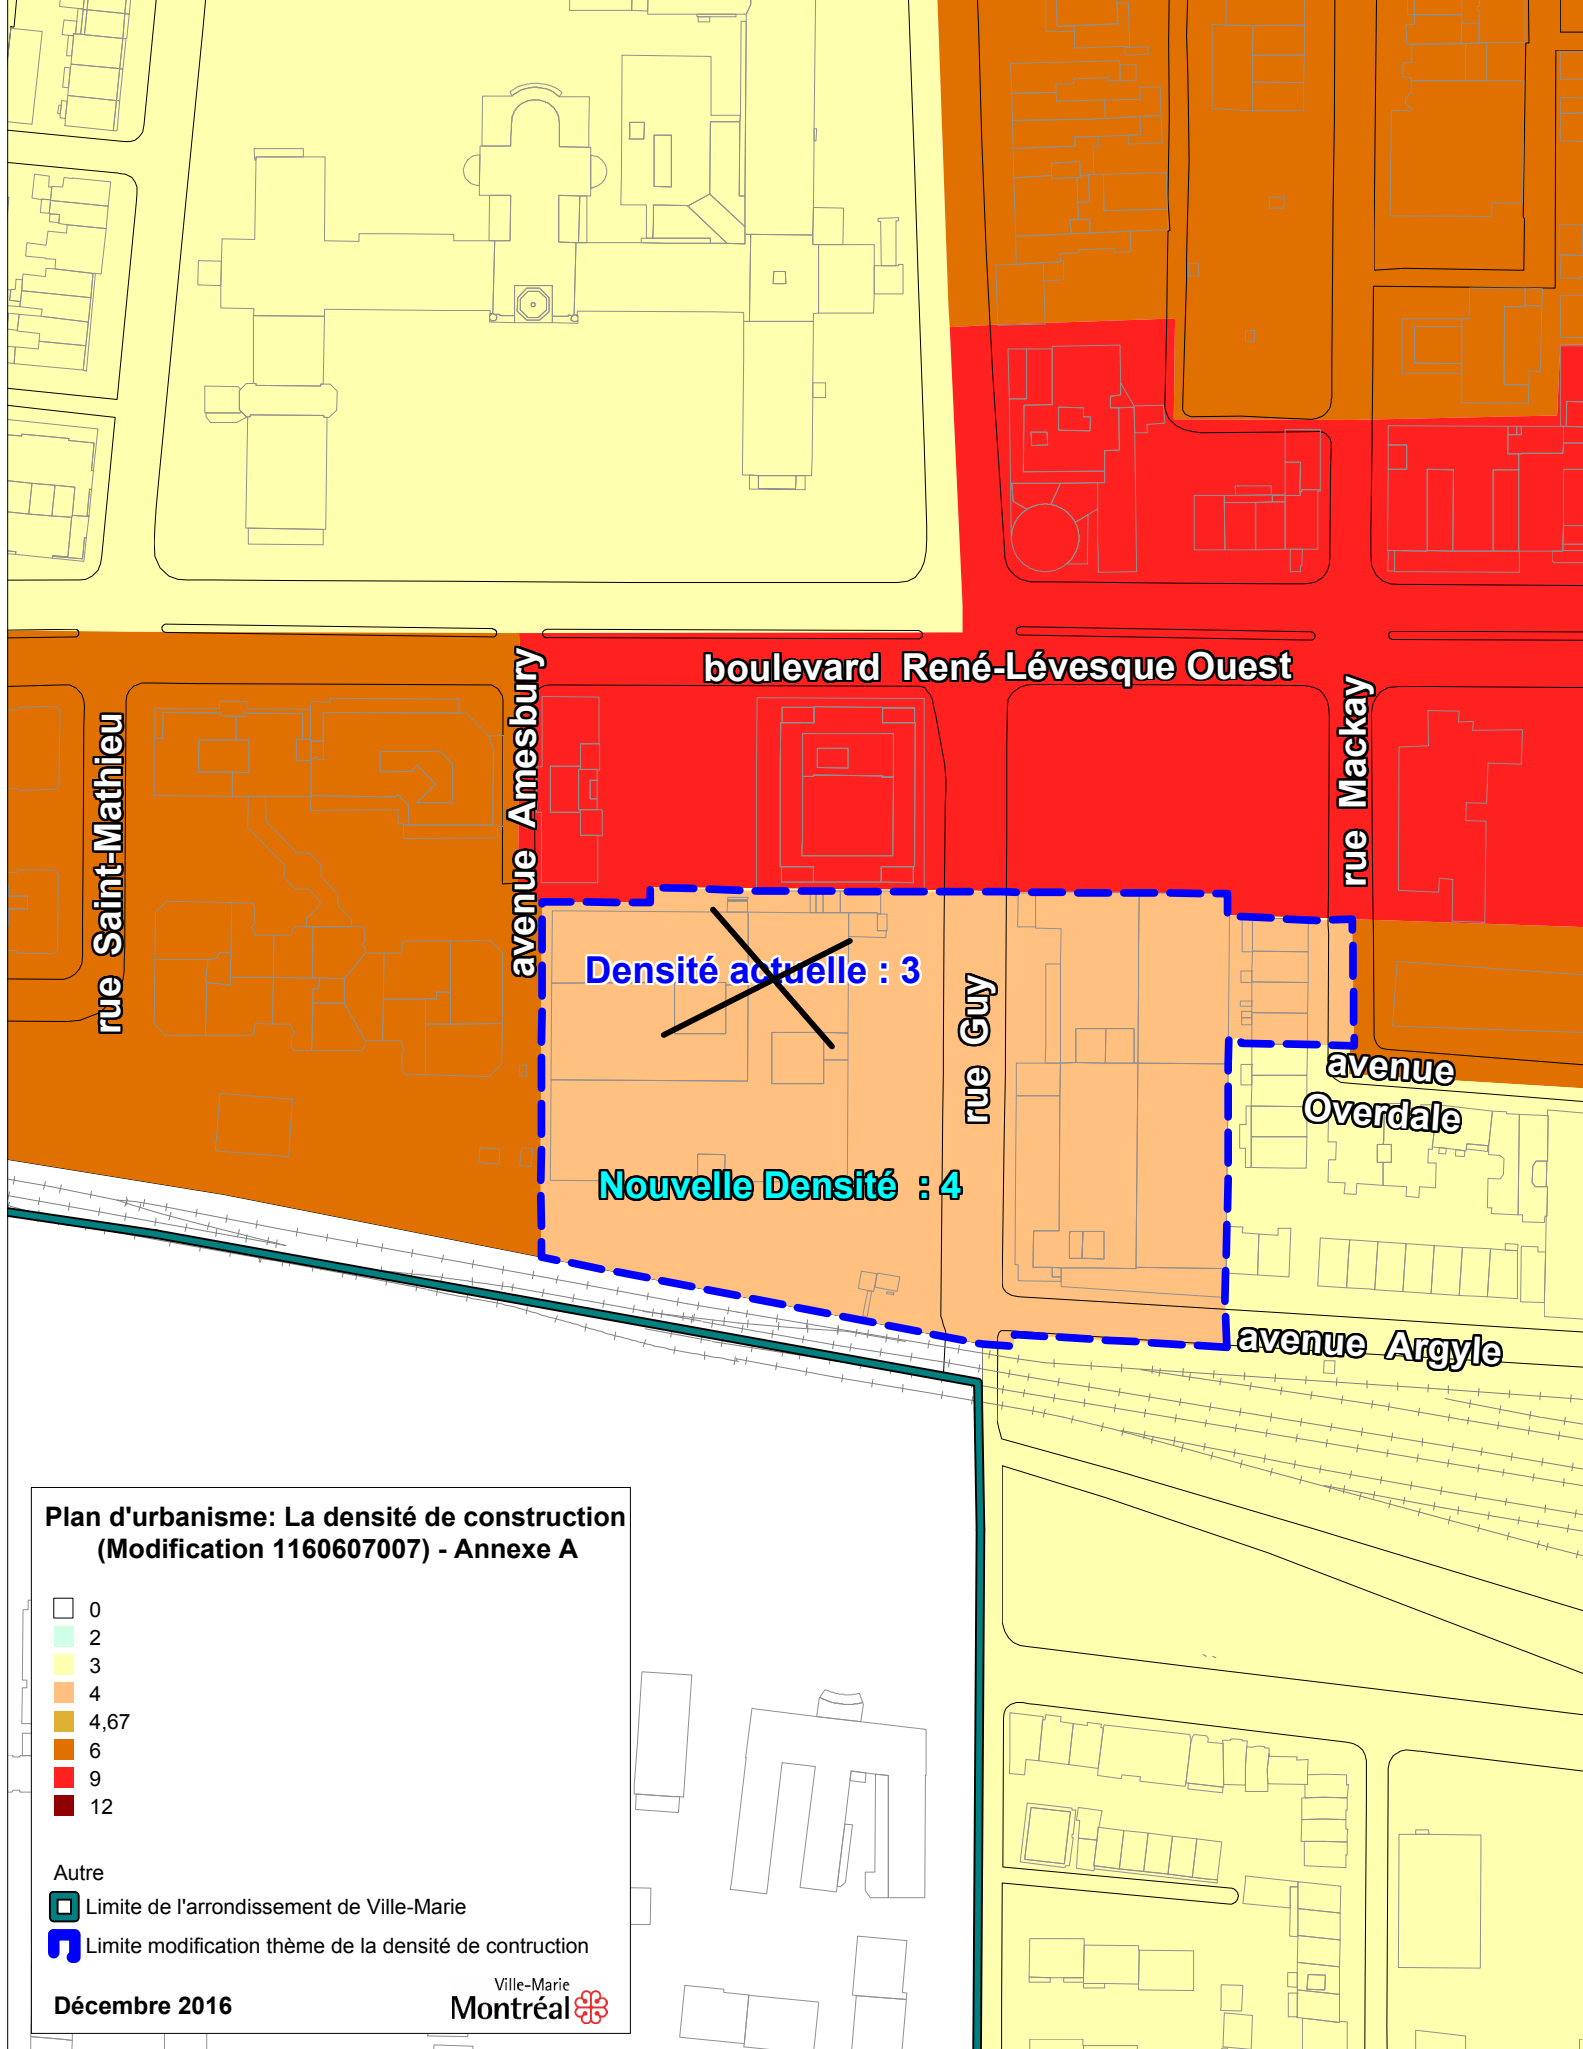 boulevard René-Lévesque Ouest
rue Saint-Mathieu
avenue Amesbury
rue Mackay
Densité actuelle : 3
rue Guy
avenue
Overdale
Nouvelle Densité : 4
avenue Argyle
Plan d'urbanisme: La densité de construction
(Modification 1160607007) - Annexe A
0
2
3
4
4,67
6
9
12
Autre
Limite de l'arrondissement de Ville-Marie
Limite modification thème de la densité de contruction
Décembre 2016
Ville-Marie
Montréal